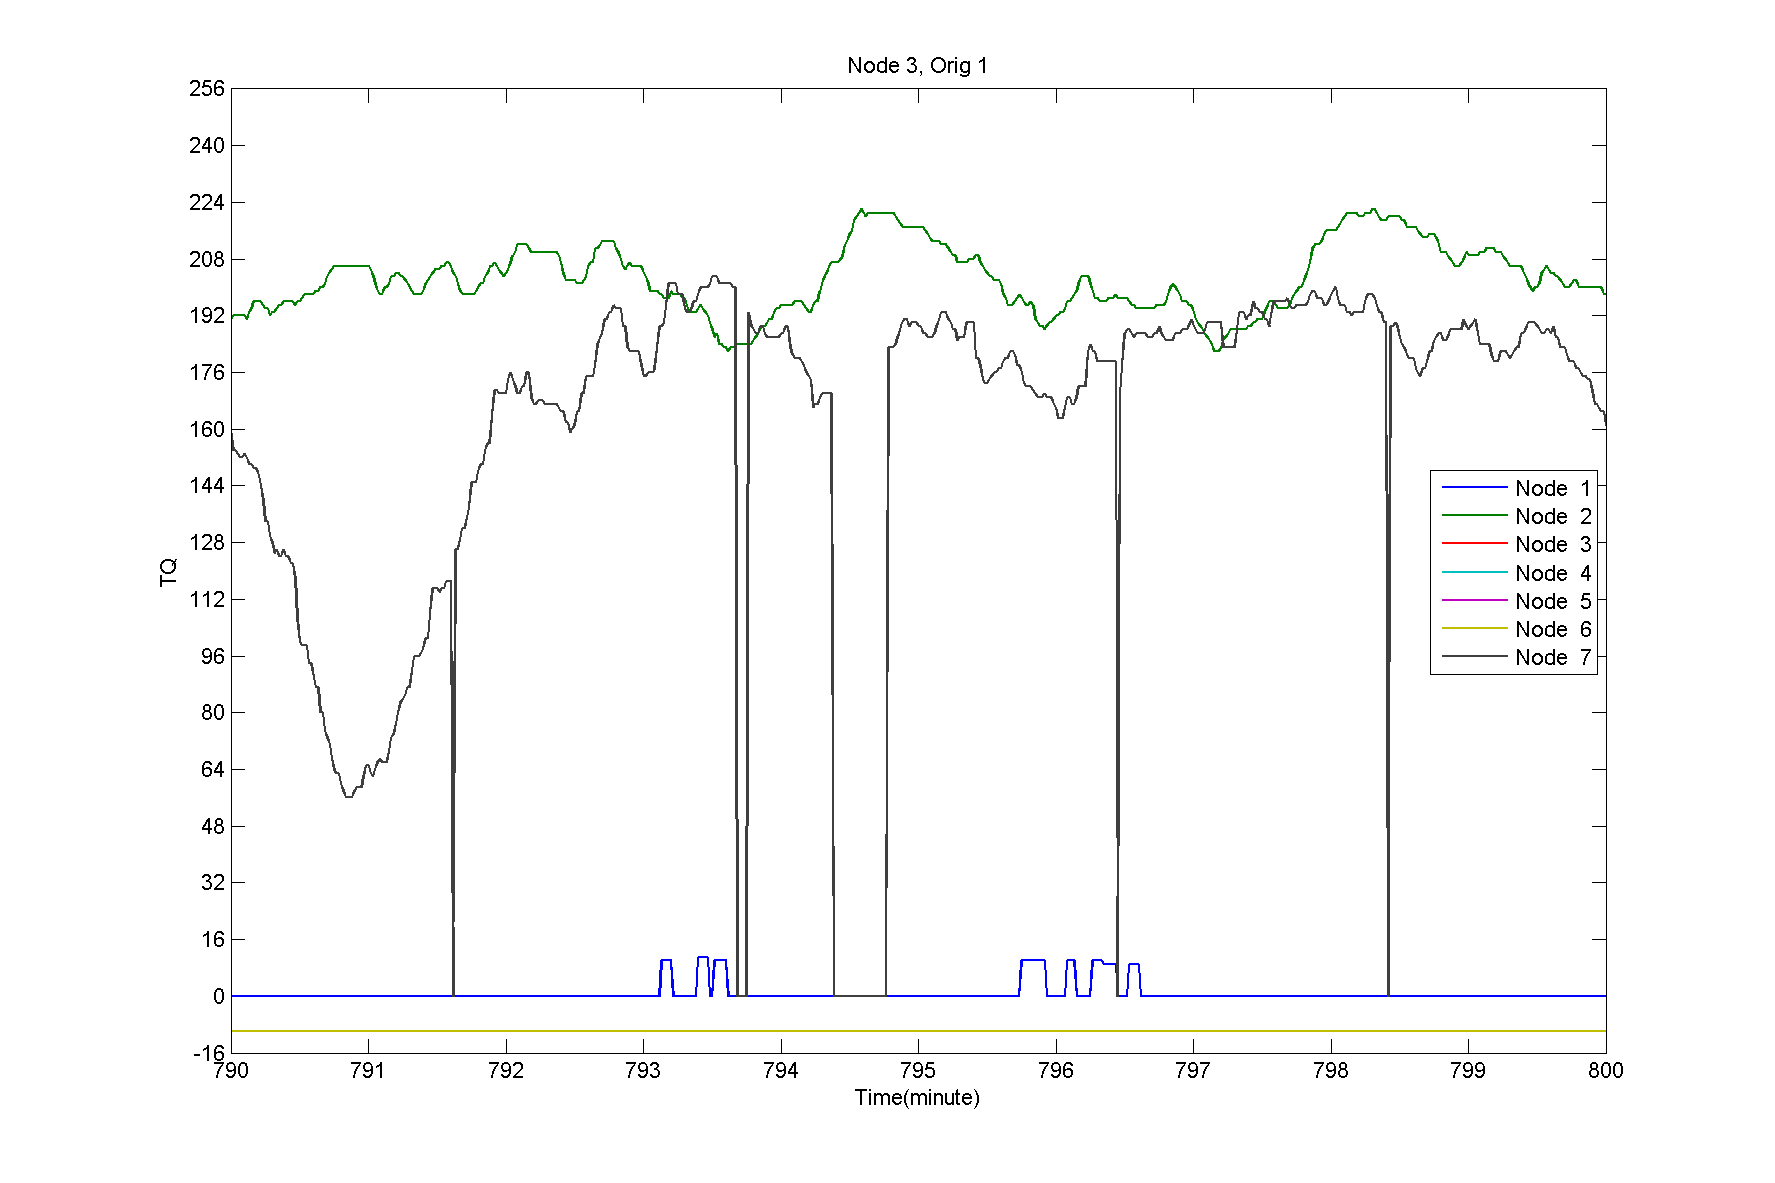 Node 3, Orig 1
256
240
224
208
192
176
160
144
128
112
96
80
64
48
32
16
0
-16
TQ
Node 1
Node 2
Node 3
Node 4
Node 5
Node 6
Node 7
790 791 792 793 794 795 796 797 798 799 800
Time(minute)